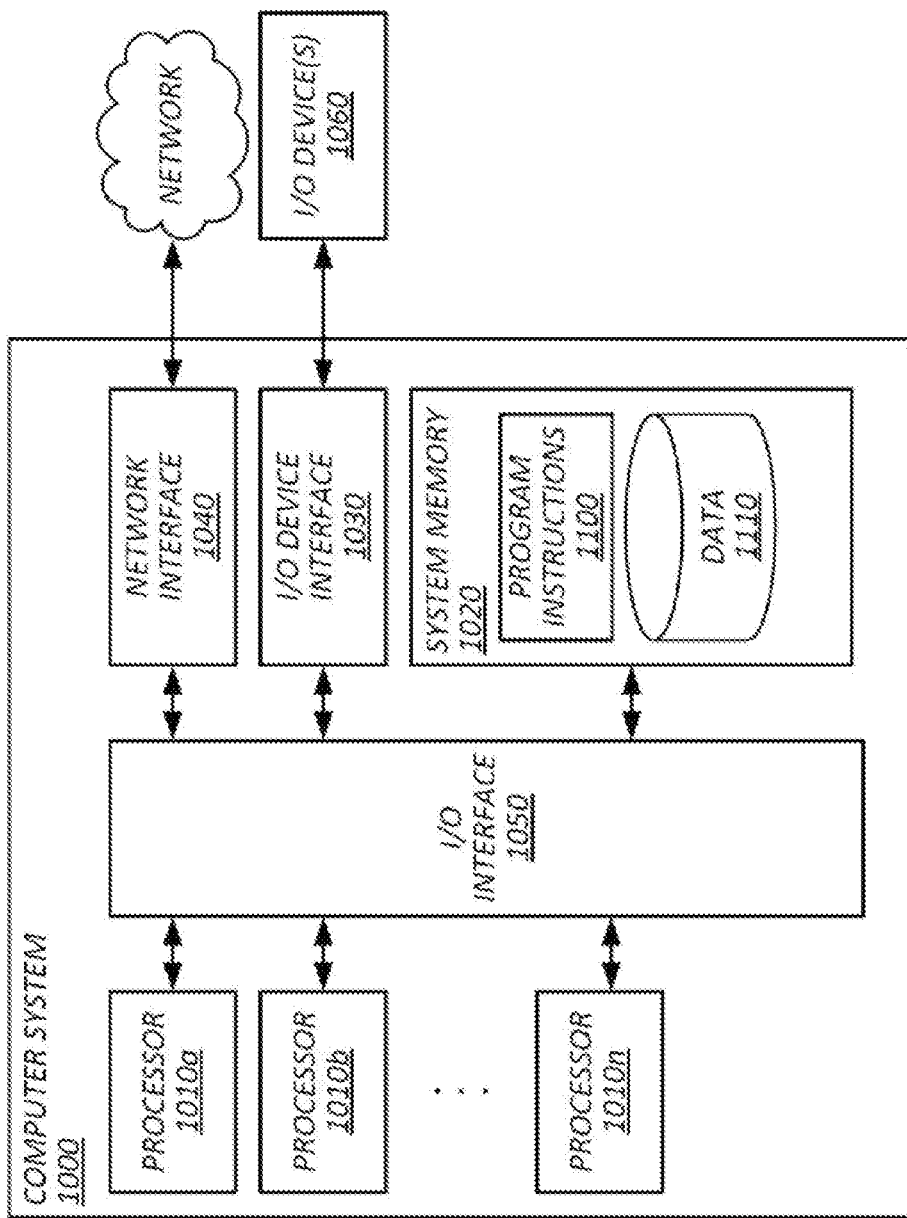 COMPUTER SYSTEM
1000
PROCESSOR
1010a
PROCESSOR
1010b
PROCESSOR
1010n
I/O
INTERFACE
1050
NETWORK
INTERFACE
1040
I/O DEVICE
INTERFACE
1030
SYSTEM MEMORY
1020
PROGRAM
INSTRUCTIONS
1100
DATA
1110
NETWORK
I/O DEVICE(S)
1060